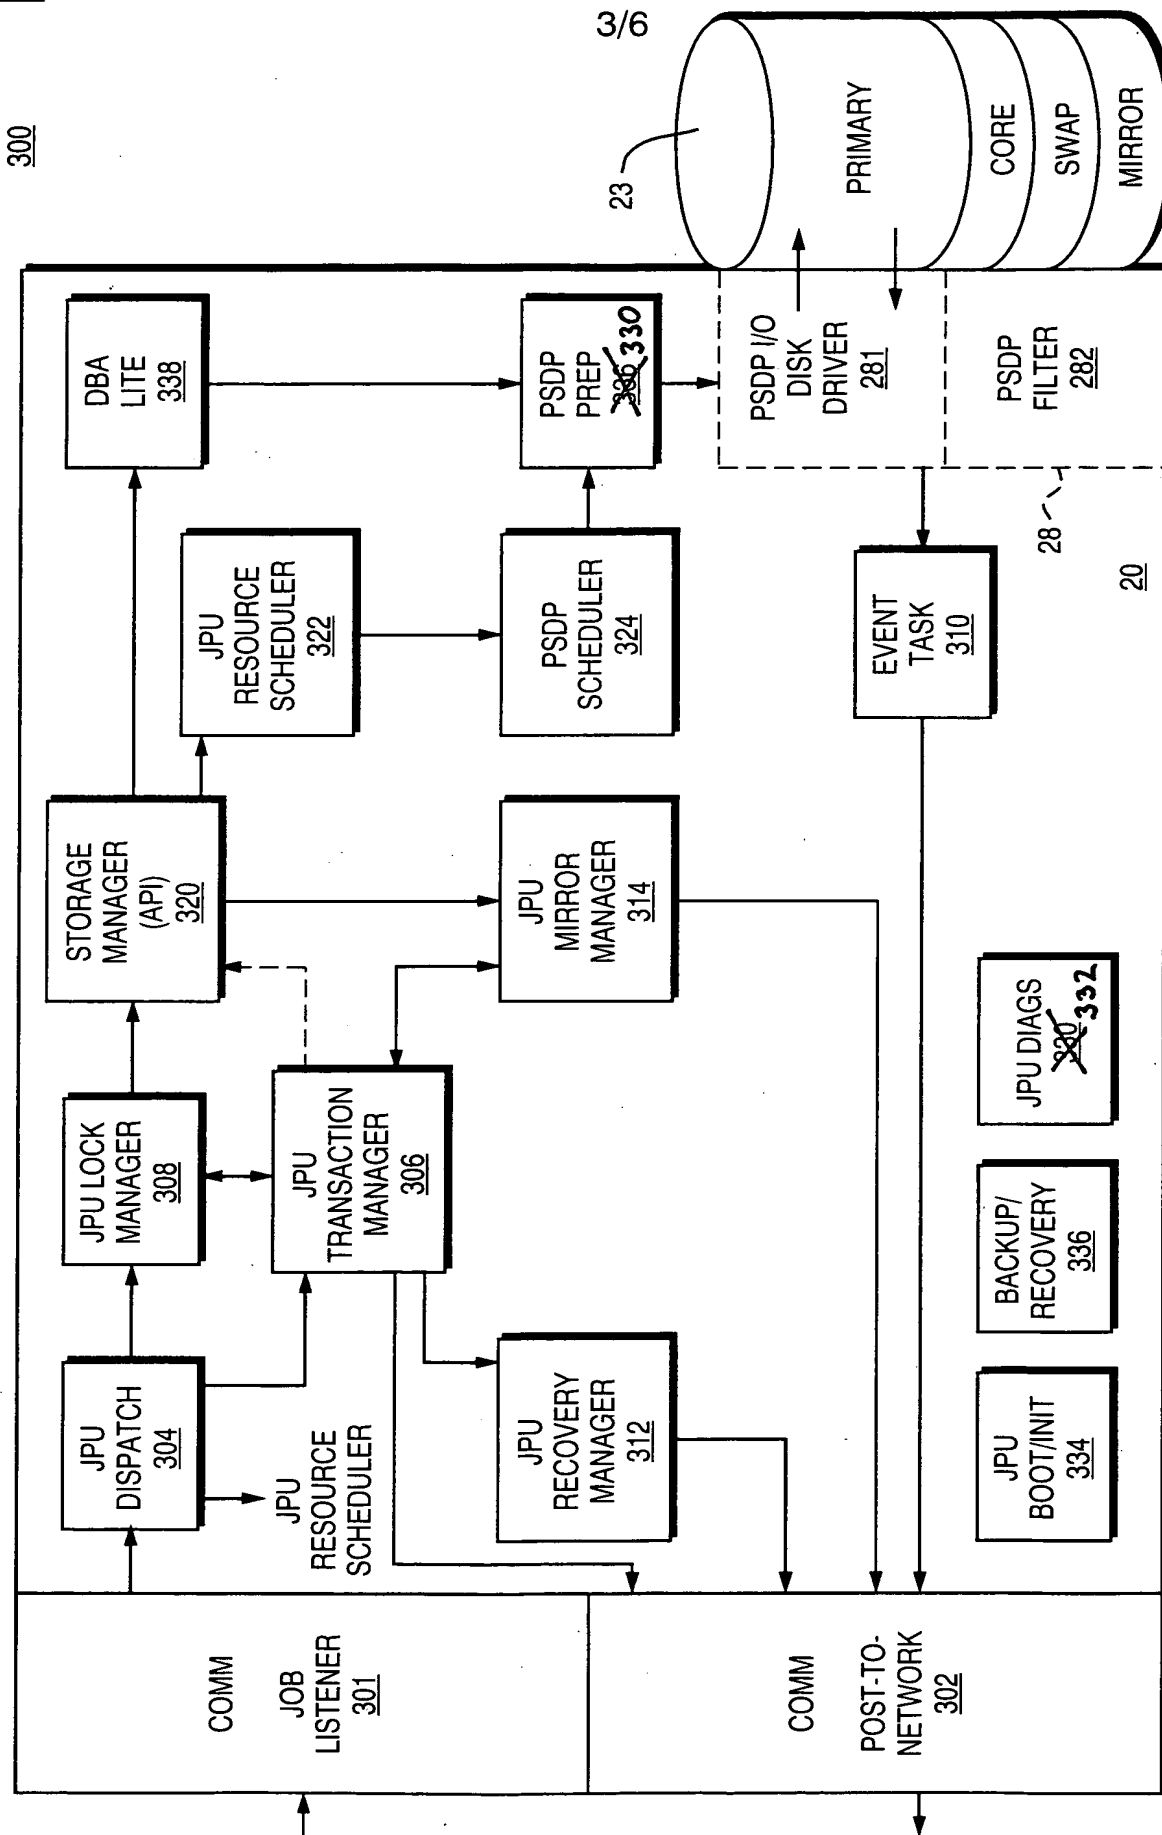 3/6
300
COMM
JOB
LISTENER
301
COMM
POST-TO-
NETWORK
302
JPU
DISPATCH
304
JPU
RESOURCE
SCHEDULER
JPU LOCK
MANAGER
308
JPU
TRANSACTION
MANAGER
306
JPU
RECOVERY
MANAGER
312
STORAGE
MANAGER
(API)
320
JPU
MIRROR
MANAGER
314
JPU
RESOURCE
SCHEDULER
322
PSDP
SCHEDULER
324
DBA
LITE
338
PSDP
PREP
336 330
PSDP I/O
DISK
DRIVER
281
PSDP
FILTER
282
28
20
EVENT
TASK
310
JPU
BOOT/INIT
334
BACKUP/
RECOVERY
336
JPU DIAGS
330 332
23
PRIMARY
CORE
SWAP
MIRROR